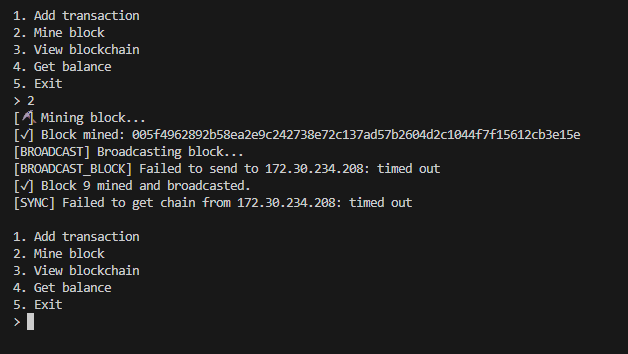 1. Add transaction
2. Mine block
3. View blockchain
4. Get balance
5. Exit
> 2
[⛏] Mining block...
[✓] Block mined: 005f4962892b58ea2e9c242738e72c137ad57b2604d2c1044f7f15612cb3e15e
[BROADCAST] Broadcasting block...
[BROADCAST_BLOCK] Failed to send to 172.30.234.208: timed out
[✓] Block 9 mined and broadcasted.
[SYNC] Failed to get chain from 172.30.234.208: timed out
1. Add transaction
2. Mine block
3. View blockchain
4. Get balance
5. Exit
>